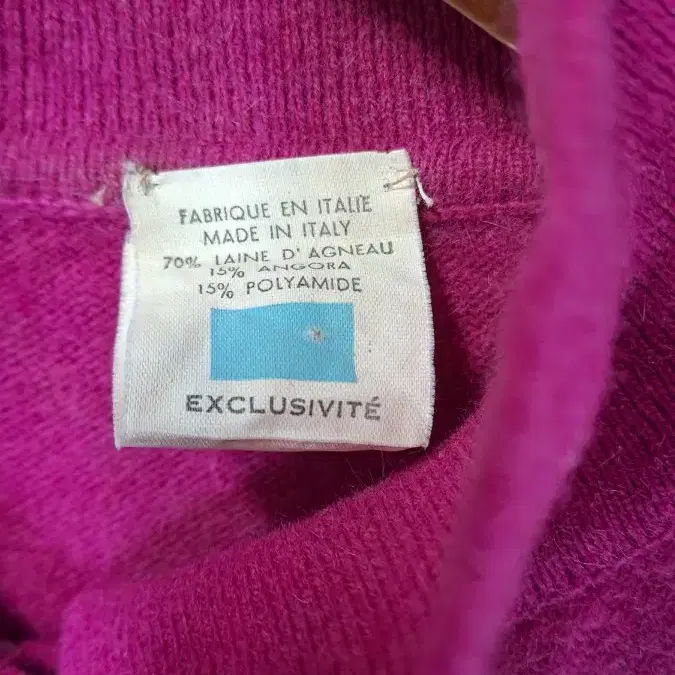 FABRIQUE EN ITALIE
MADE IN ITALY
70% LAINE D'AGNEAU
15% ANGORA
15% POLYAMIDE
EXCLUSIVITÉ